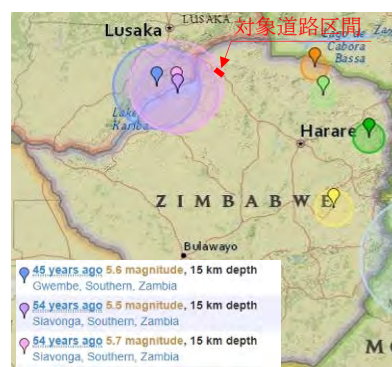 LUSAKA
Lusaka
対象道路区間
Lago de
Cabora
Bassa
Lake
Kariba
Harare
ZIMBABWE
Bulawayo
45 years ago 5.6 magnitude, 15 km depth
Gwembe, Southern, Zambia
54 years ago 5.5 magnitude, 15 km depth
Siavonga, Southern, Zambia
54 years ago 5.7 magnitude, 15 km depth
Siavonga, Southern, Zambia